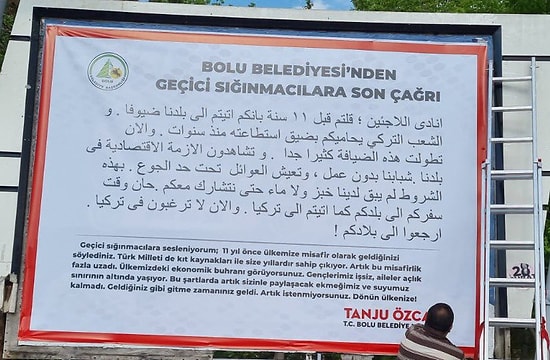 BOLU BELEDİYESİ'NDEN
GEÇİCİ SIĞINMACILARA SON ÇAĞRI
BOLU
انادى اللاجئين ؛ قلتم قبل ١١ سنة بانكم اتيتم الى بلدنا ضيوفا . و
الشعب التركي يحاميكم بضيق استطاعته منذ سنوات . والان
تطولت هذه الضيافة كثيرا جدا . و تشاهدون الازمة الاقتصادية في
بلدنا .شبابنا بدون عمل ، وتعيش العوائل تحت حد الجوع . بهذه
الشروط لم يبق لدينا خبز ولا ماء حتى نتشارك معكم .حان وقت
سفركم الى بلدكم كما اتيتم الى تركيا . والان لا ترغبون في تركيا .
ارجعوا الى بلادكم !
Geçici sığınmacılara sesleniyorum; 11 yıl önce ülkemize misafir olarak geldiğinizi
söylediniz. Türk Milleti de kıt kaynakları ile size yıllardır sahip çıkıyor. Artık bu misafirlik
fazla uzadı. Ülkemizdeki ekonomik buhranı görüyorsunuz. Gençlerimiz işsiz, aileler açlık
sınırının altında yaşıyor. Bu şartlarda artık sizinle paylaşacak ekmeğimiz ve suyumuz
kalmadı. Geldiğiniz gibi gitme zamanınız geldi. Artık istenmiyorsunuz. Dönün ülkenize!
TANJU ÖZCA
T.C. BOLU BELEDİYE